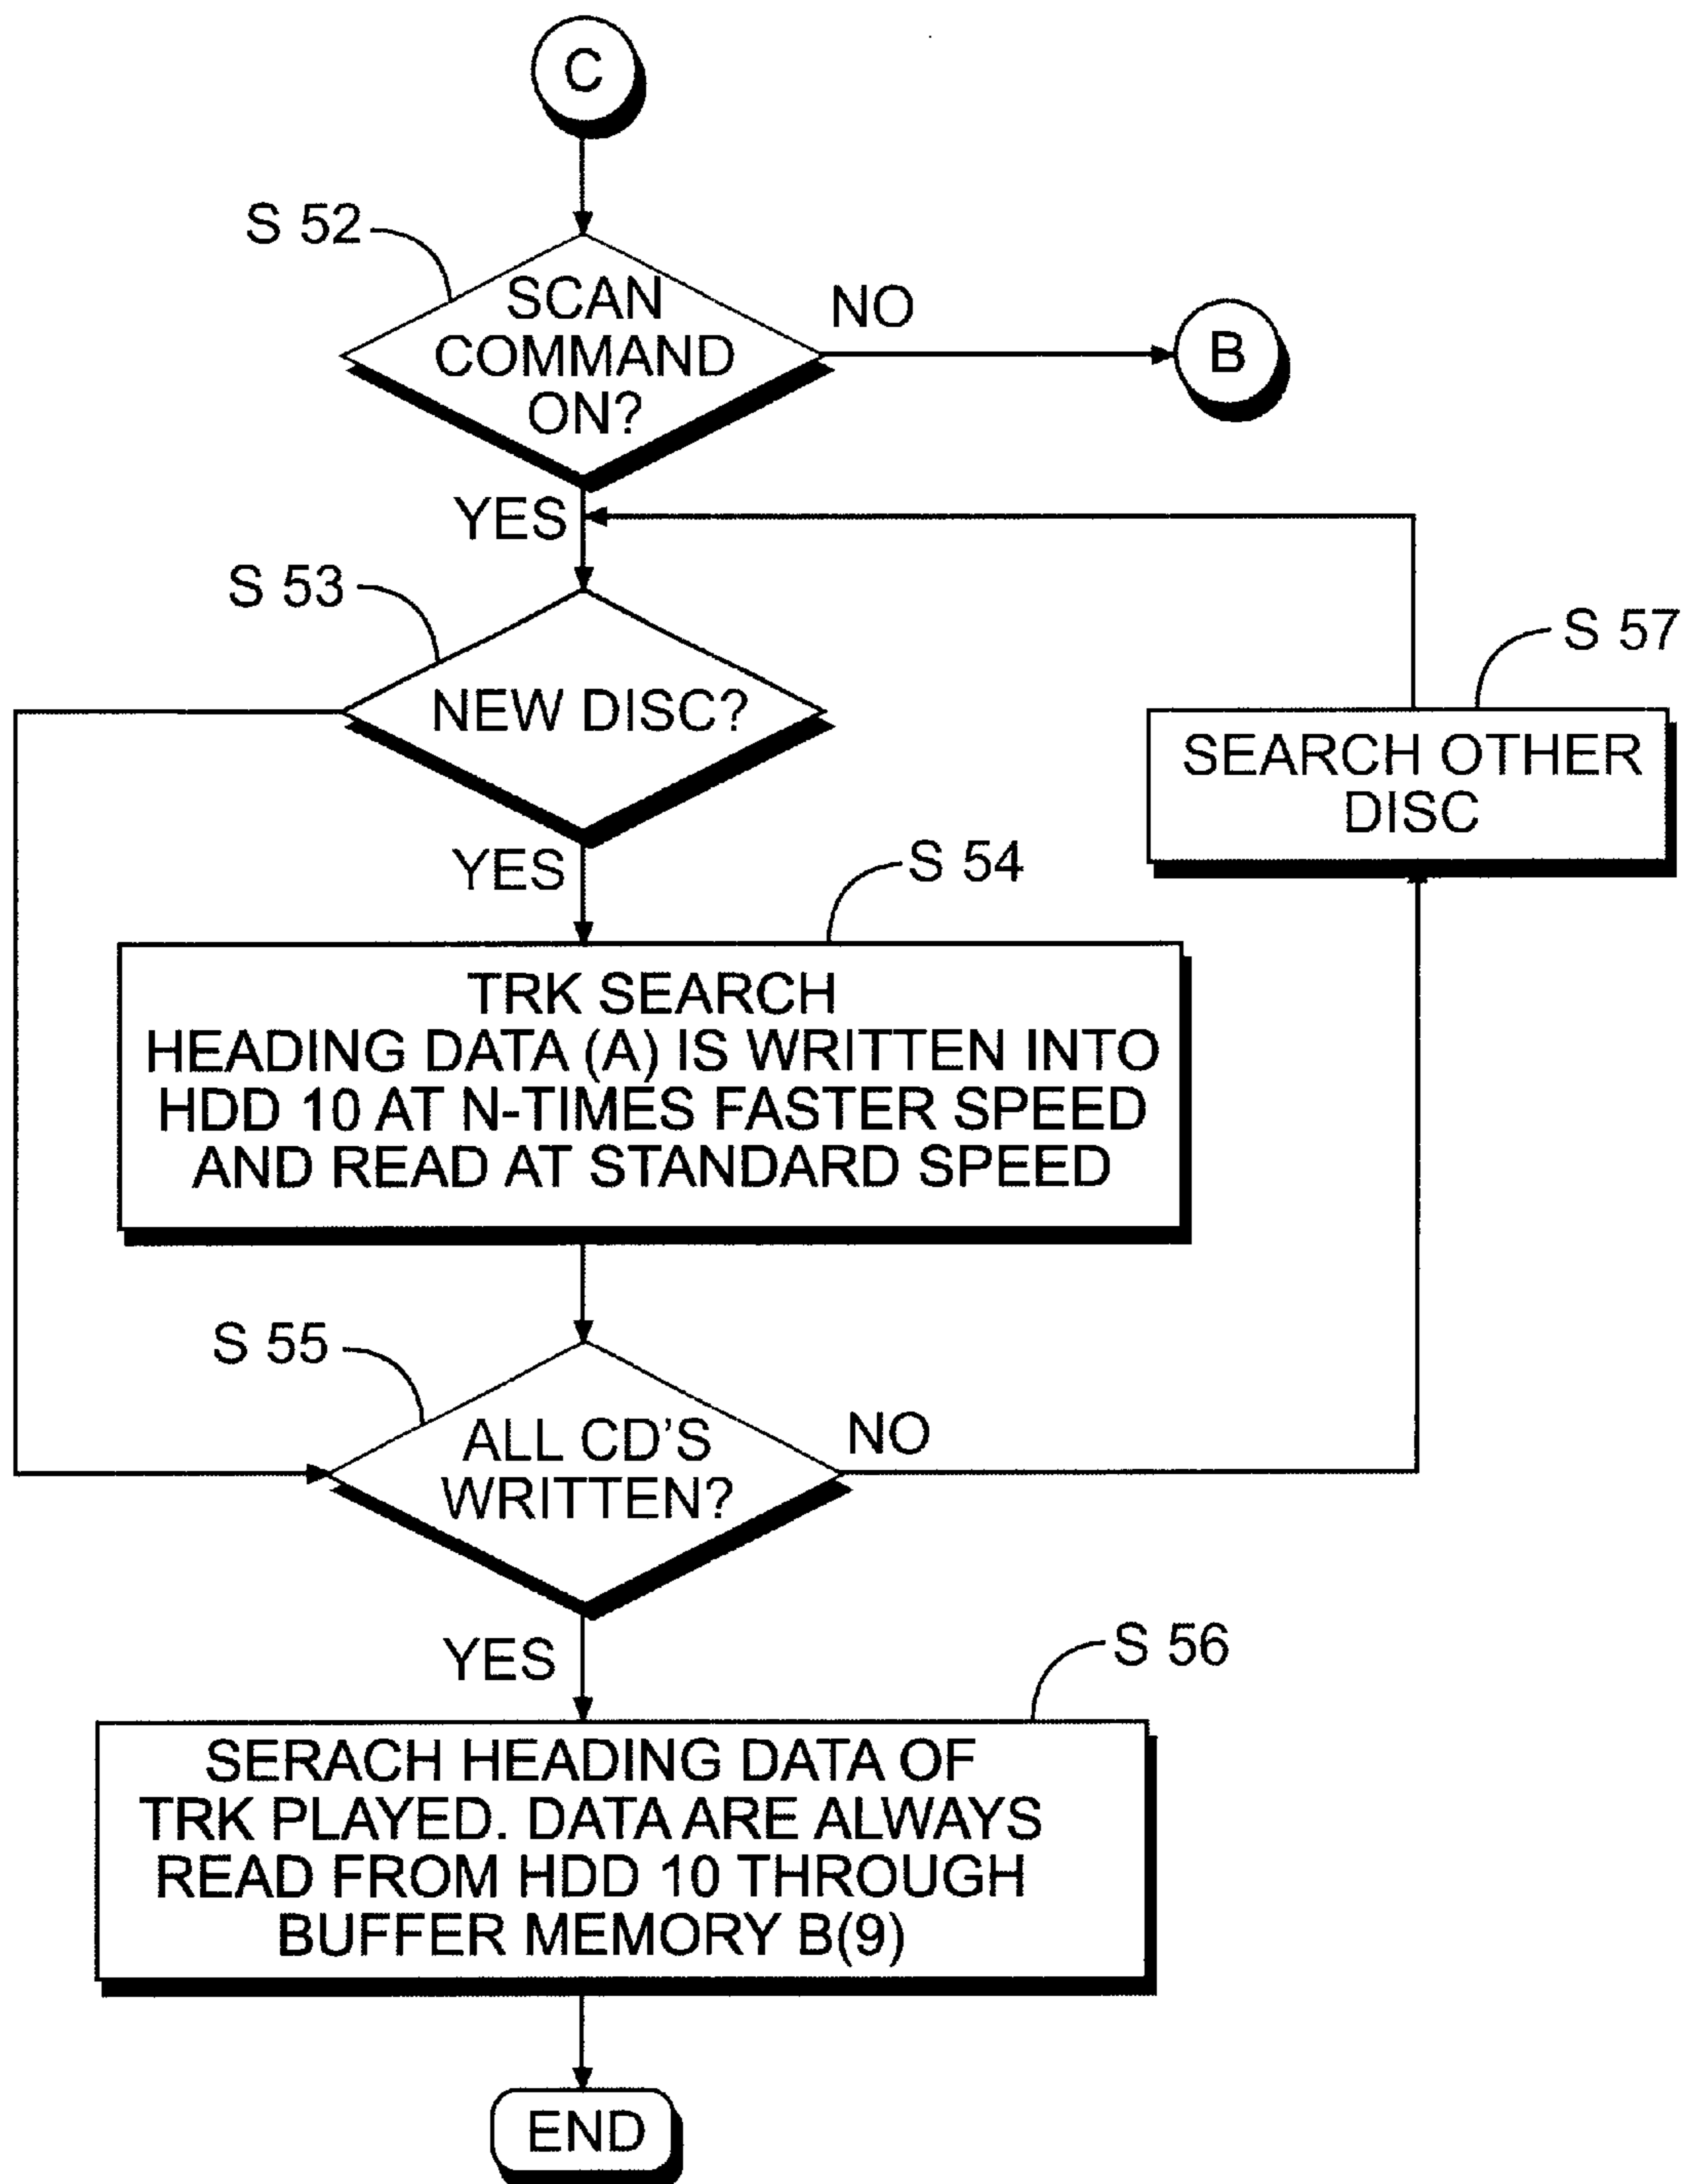 C
S 52
SCAN
COMMAND
ON?
NO
B
YES
S 53
NEW DISC?
S 57
SEARCH OTHER
DISC
YES
S 54
TRK SEARCH
HEADING DATA (A) IS WRITTEN INTO
HDD 10 AT N-TIMES FASTER SPEED
AND READ AT STANDARD SPEED
S 55
ALL CD'S
WRITTEN?
NO
YES
S 56
SERACH HEADING DATA OF
TRK PLAYED. DATA ARE ALWAYS
READ FROM HDD 10 THROUGH
BUFFER MEMORY B(9)
END